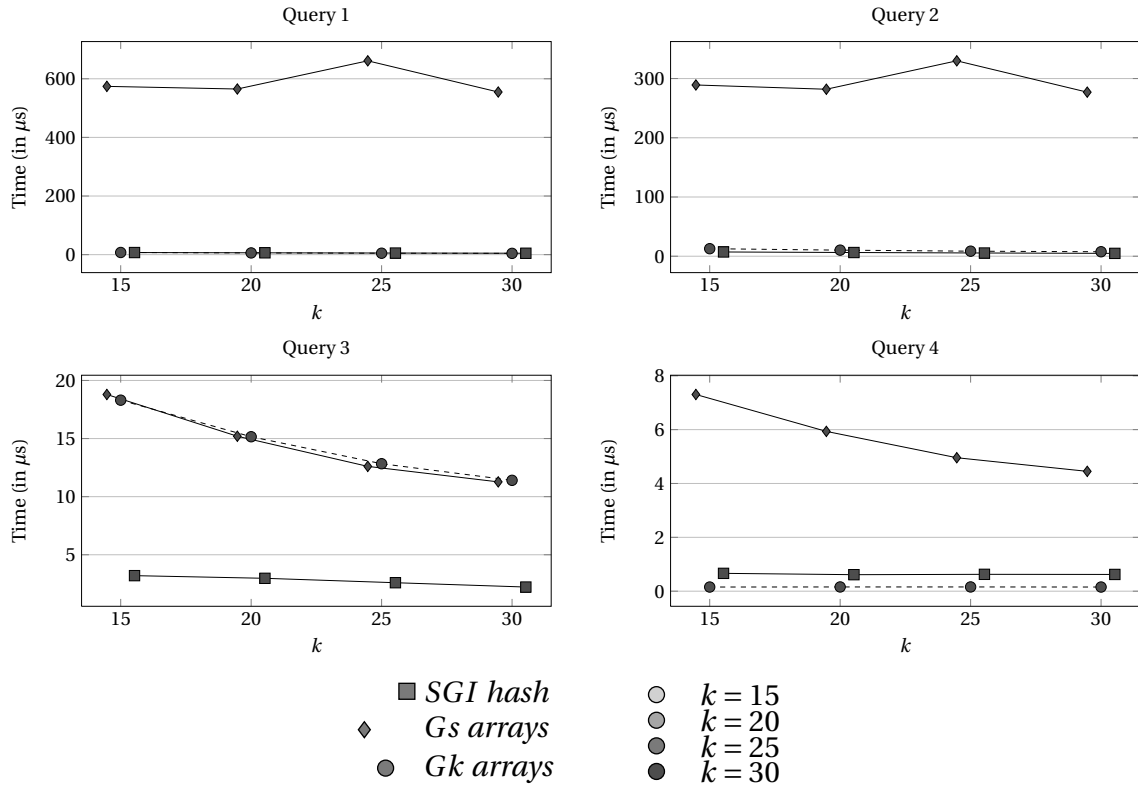 Query 1
Time (in μs)
600
400
200
0
15 20 25 30
k
Query 2
Time (in μs)
300
200
100
0
15 20 25 30
k
Query 3
Time (in μs)
20
15
10
5
15 20 25 30
k
Query 4
Time (in μs)
8
6
4
2
0
15 20 25 30
k
SGI hash
Gs arrays
Gk arrays
k = 15
k = 20
k = 25
k = 30